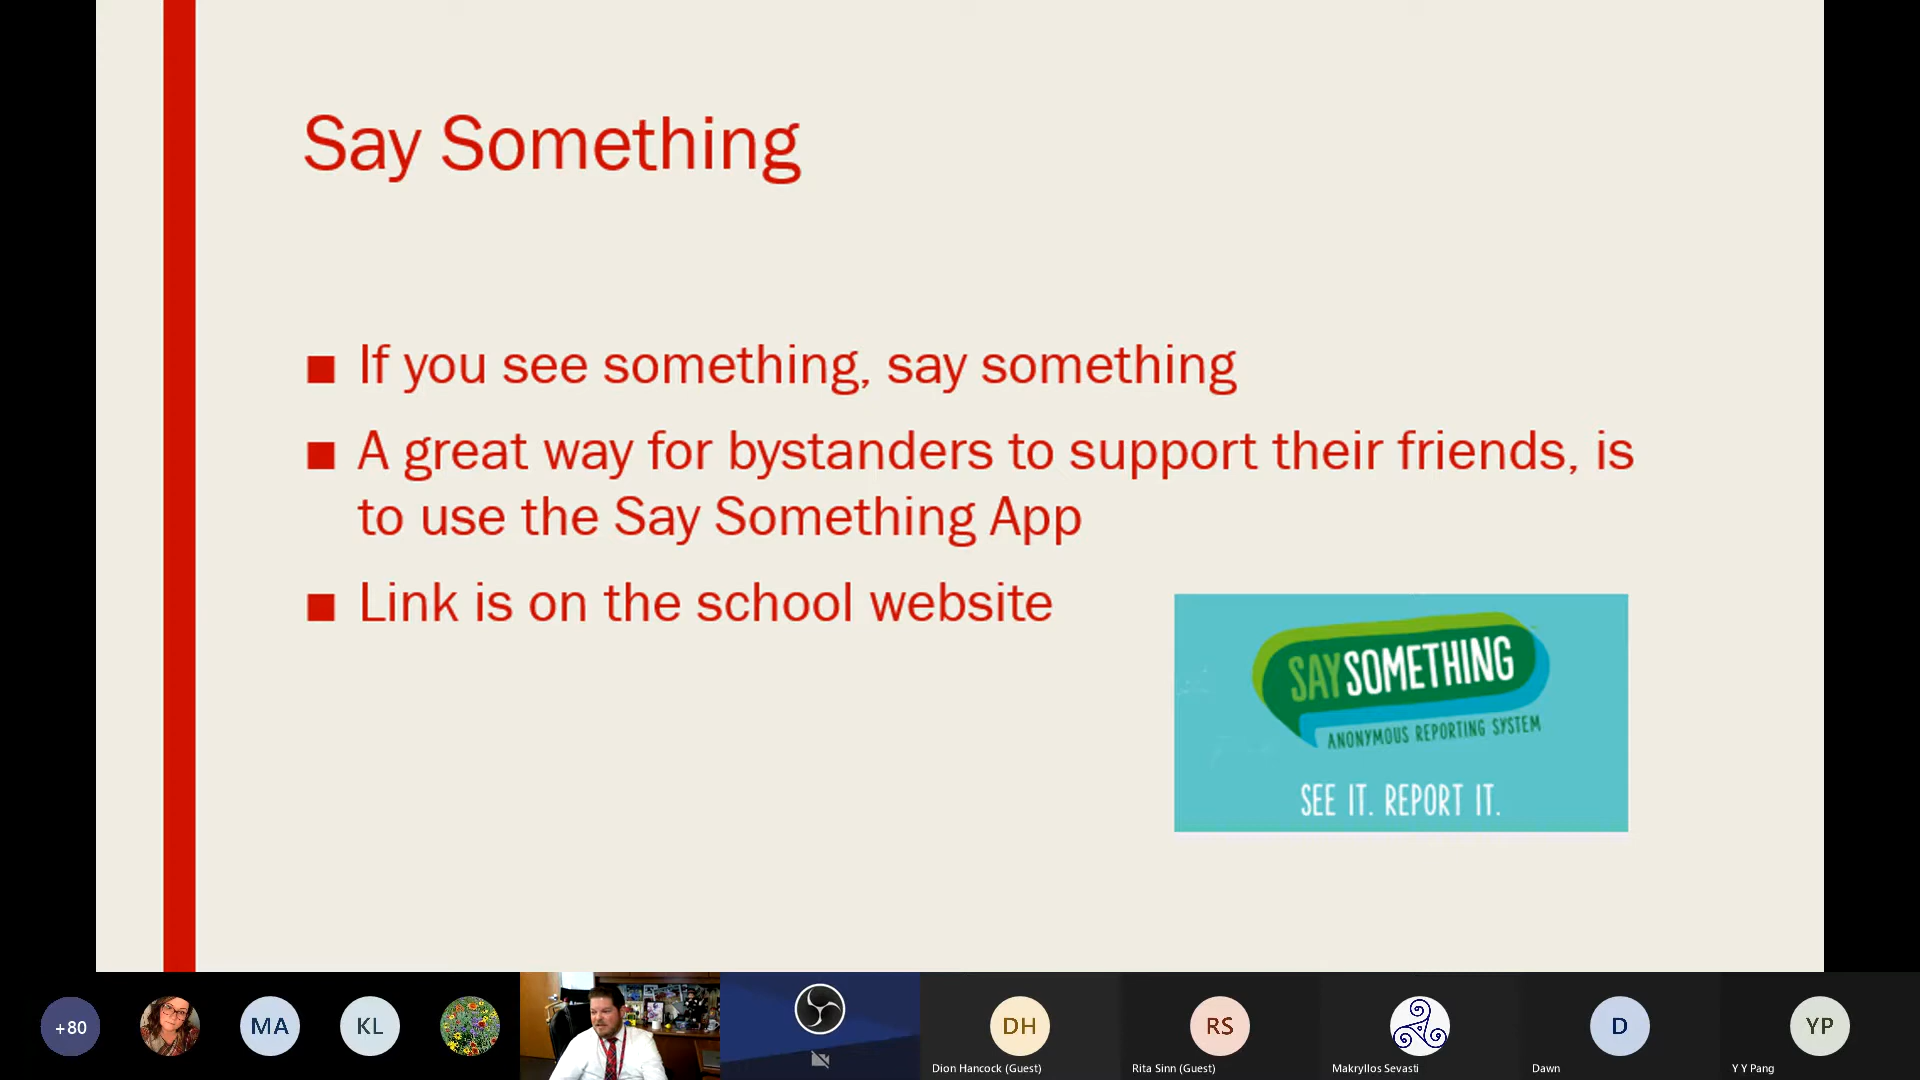 Say Something
■ If you see something, say something
■ A great way for bystanders to support their friends, is
to use the Say Something App
■ Link is on the school website
SAYSOMETHING
ANONYMOUS REPORTING SYSTEM
SEE IT. REPORT IT.
+80
MA
KL
DH
RS
D
YP
Dion Hancock (Guest)
Rita Sinn (Guest)
Makryllos Sevasti
Dawn
Y Y Pang